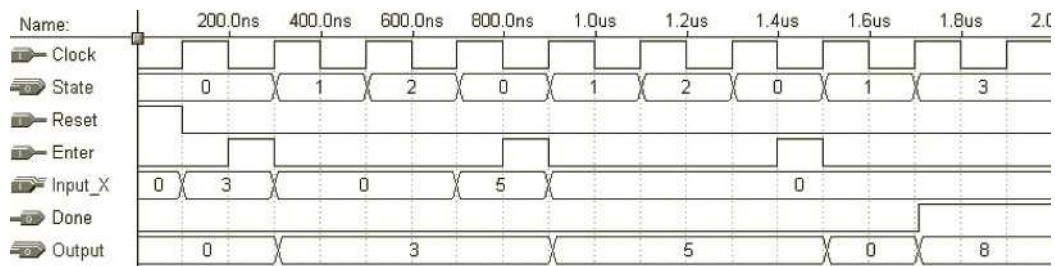 Name: 200.0ns 400.0ns 600.0ns 800.0ns 1.0us 1.2us 1.4us 1.6us 1.8us 2.0
Clock
State 0 1 2 0 1 2 0 1 3
Reset
Enter
Input_X 0 3 0 5 0
Done
Output 0 3 5 0 8